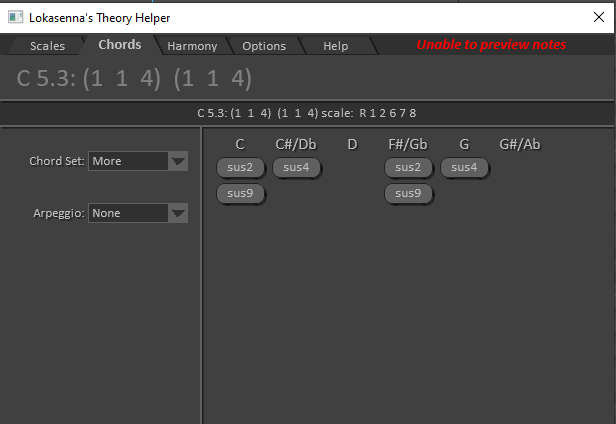 Lokasenna's Theory Helper
Scales Chords Harmony Options Help Unable to preview notes
C 5.3: (1 1 4) (1 1 4)
C 5.3: (1 1 4) (1 1 4) scale: R 1 2 6 7 8
C C#/Db D F#/Gb G G#/Ab
Chord Set: More
sus2 sus4 sus2 sus4
sus9 sus9
Arpeggio: None